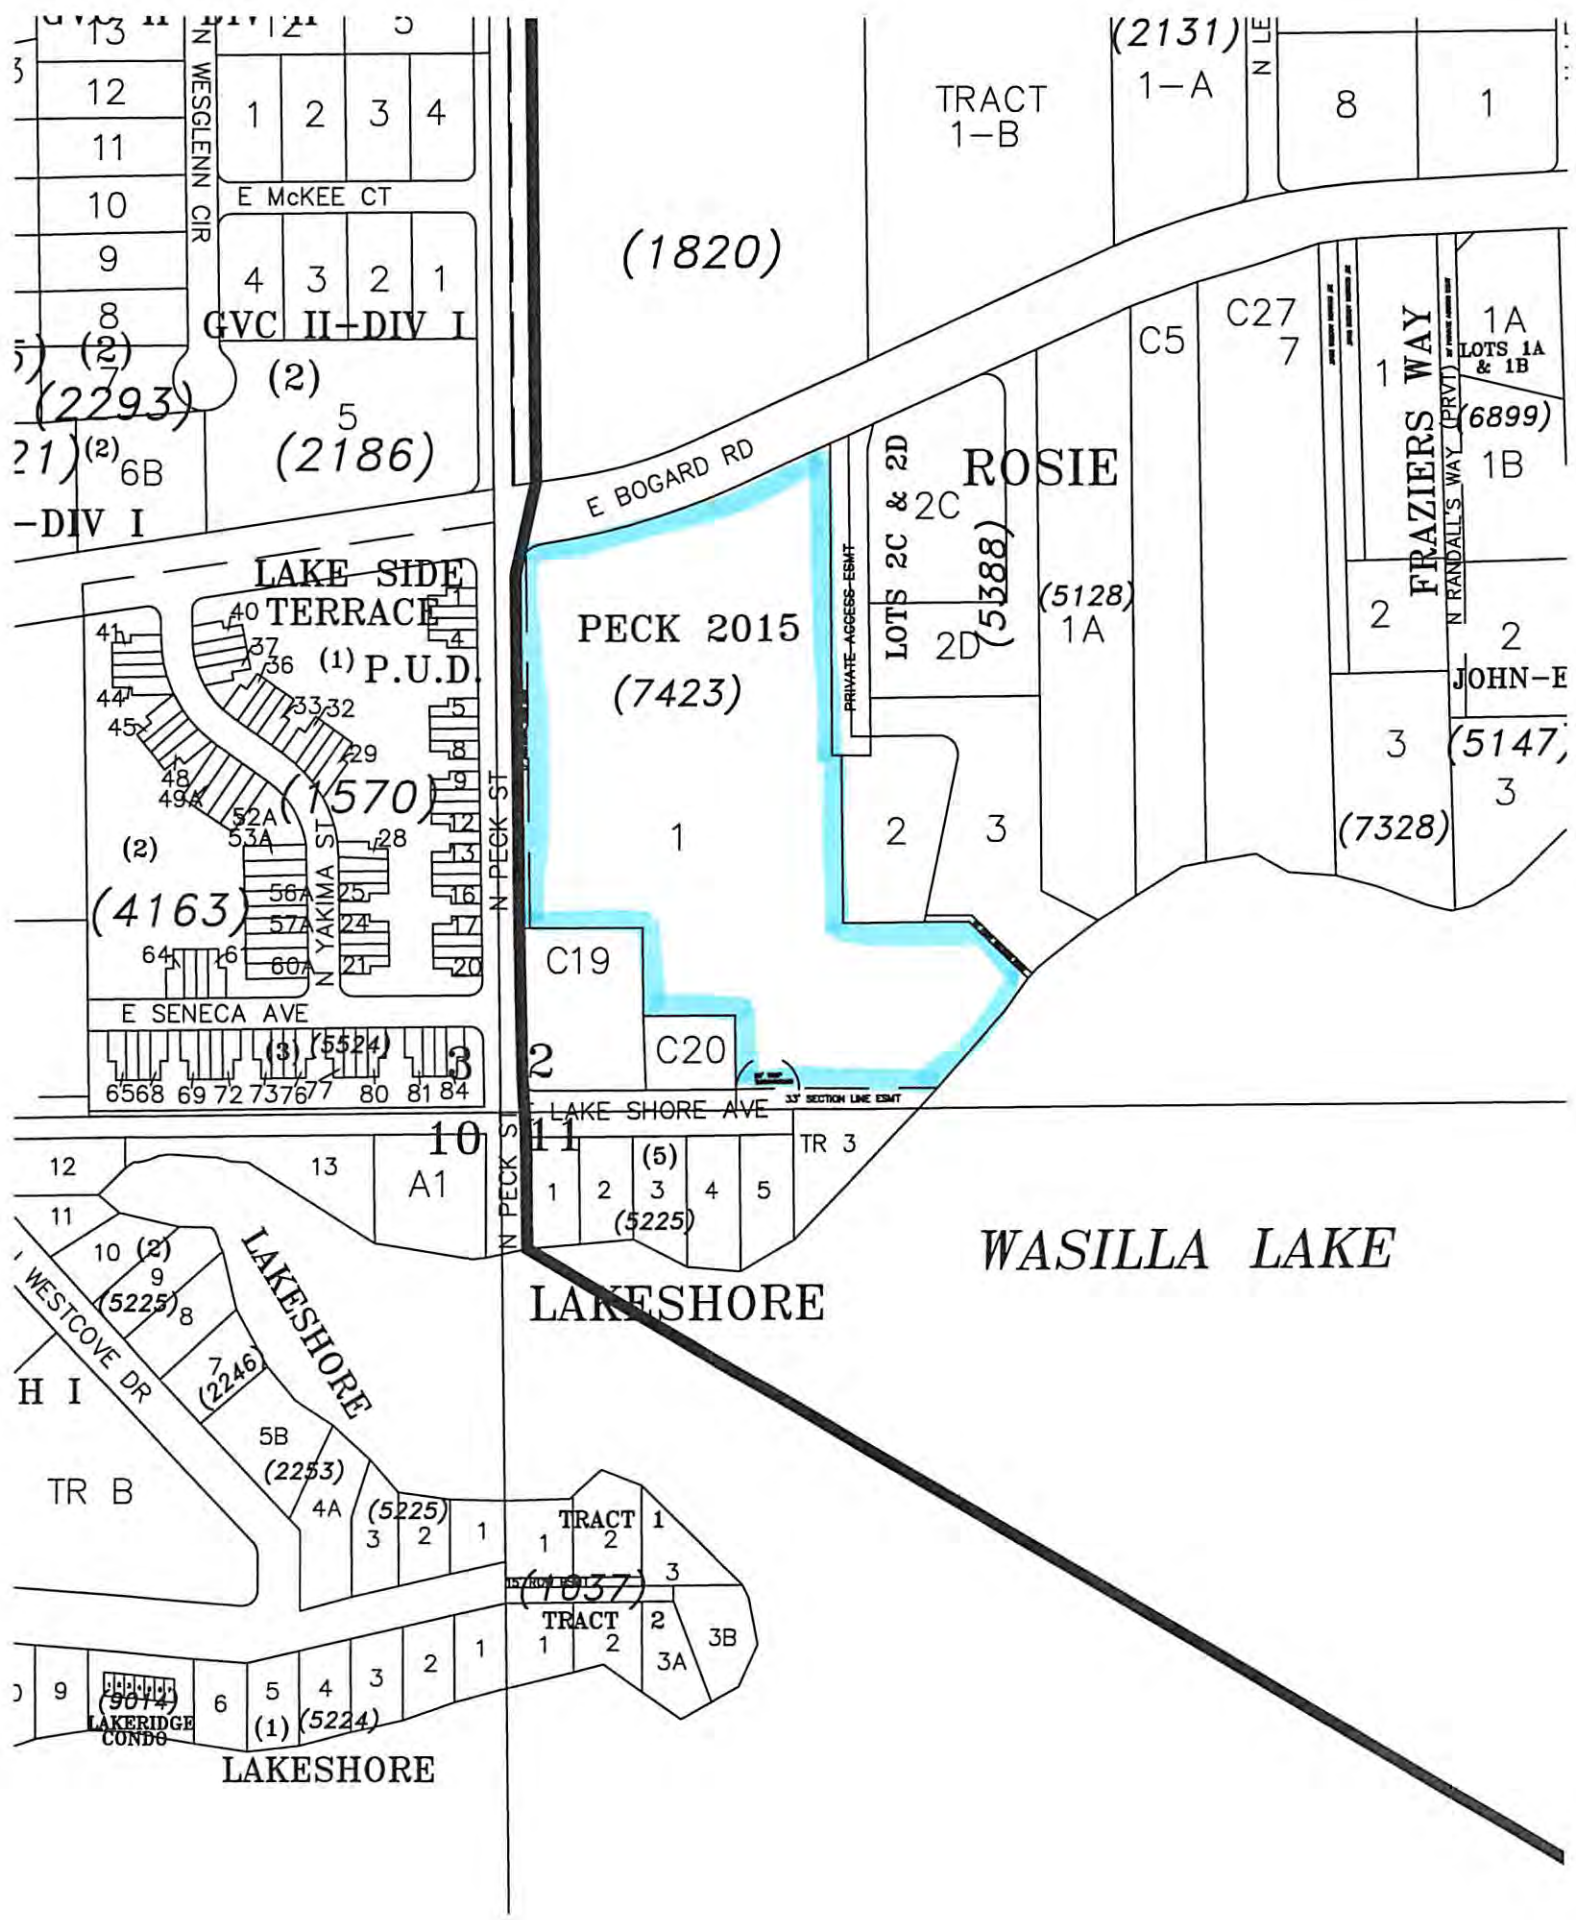 13
12
5
(2131)
N LE
N WESGLENN CIR
12
1
2
3
4
TRACT
1-B
1-A
8
1
11
10
E McKEE CT
9
4
3
2
1
(1820)
8
GVC II-DIV I
(2)
7
(2293)
(2)
5
(2186)
21)
(2)
6B
-DIV I
C5
C27
7
1
FRAZIERS WAY
N RANDALL'S WAY (PRVT)
1A
LOTS 1A
& 1B
(6899)
1B
E BOGARD RD
LOTS 2C & 2D
2C
ROSIE
(5388)
PRIVATE ACCESS ESMT
2D
(5128)
1A
2
2
JOHN-E
LAKE SIDE
TERRACE
(1)
P.U.D.
40
41
37
36
44
33
32
45
29
48
49A
52A
53A
1
4
5
8
9
12
13
16
17
20
(1570)
28
25
24
21
56A
57A
60A
(2)
(4163)
64
61
N YAKIMA ST
N PECK ST
PECK 2015
(7423)
1
2
3
3
(5147)
3
(7328)
C19
C20
E SENECA AVE
(3)
(5524)
65
68
69
72
73
76
77
80
81
84
3
2
33' SECTION LINE ESMT
LAKE SHORE AVE
10
11
N PECK ST
TR 3
12
13
A1
1
2
(5)
3
4
5
(5225)
11
10
(2)
9
(5225)
8
LAKESHORE
WASILLA LAKE
LAKESHORE
WESTCOVE DR
7
(2246)
H I
5B
(2253)
TR B
4A
(5225)
3
2
1
TRACT 1
1
2
3
(1037)
TRACT 2
1
2
3A
3B
9
(9014)
LAKERIDGE
CONDO
6
5
(1)
4
(5224)
3
2
1
LAKESHORE